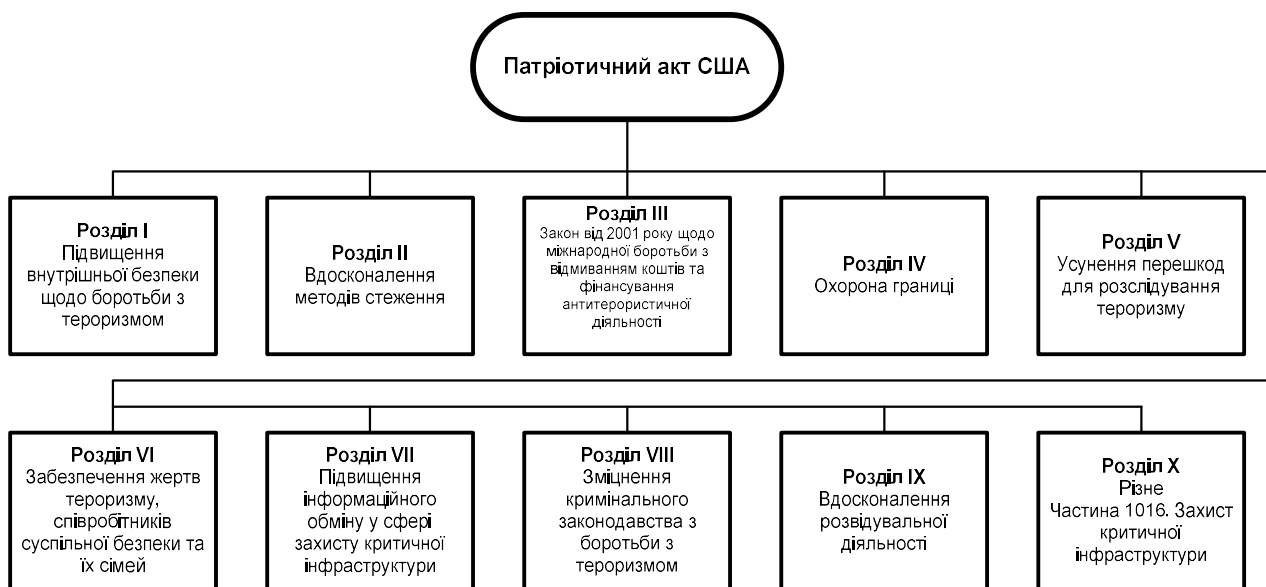 Патріотичний акт США
Розділ I
Підвищення
внутрішньої безпеки
щодо боротьби з
тероризмом
Розділ II
Вдосконалення
методів стеження
Розділ III
Закон від 2001 року щодо
міжнародної боротьби з
відмиванням коштів та
фінансування
антитерористичної
діяльності
Розділ IV
Охорона границі
Розділ V
Усунення перешкод
для розслідування
тероризму
Розділ VI
Забезпечення жертв
тероризму,
співробітників
суспільної безпеки та
їх сімей
Розділ VII
Підвищення
інформаційного
обміну у сфері
захисту критичної
інфраструктури
Розділ VIII
Зміцнення
кримінального
законодавства з
боротьби з
тероризмом
Розділ IX
Вдосконалення
розвідувальної
діяльності
Розділ X
Різне
Частина 1016. Захист
критичної
інфраструктури